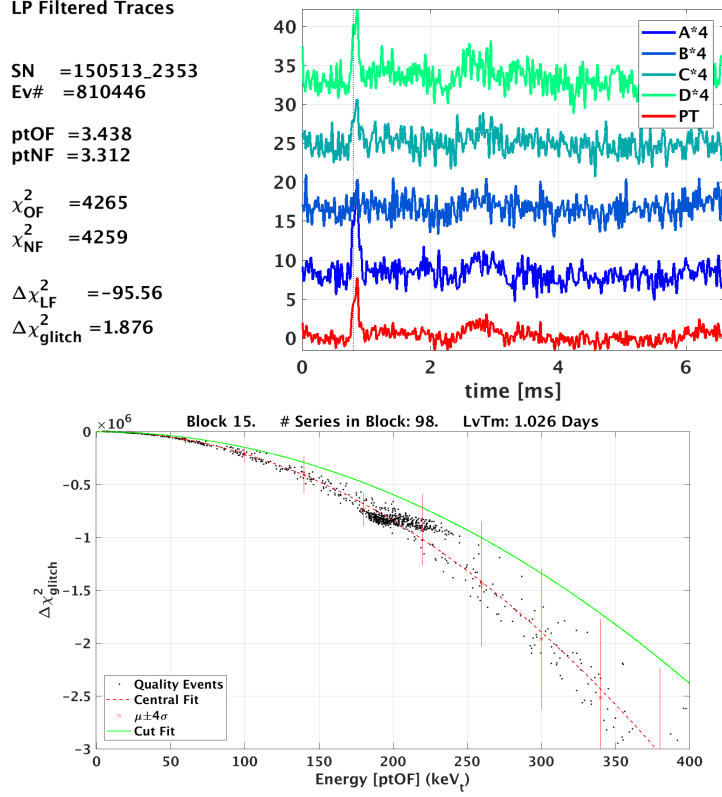 LP Filtered Traces
SN =150513_2353
Ev# =810446
ptOF =3.438
ptNF =3.312
χ²OF =4265
χ²NF =4259
Δχ²LF =-95.56
Δχ²glitch =1.876
40
35
30
25
20
15
10
5
0
A*4
B*4
C*4
D*4
PT
0 2 4 6
time [ms]
×10⁶ Block 15. # Series in Block: 98. LvTm: 1.026 Days
0
-0.5
-1
-1.5
-2
-2.5
-3
Δχ²glitch
Quality Events
Central Fit
μ±4σ
Cut Fit
0 50 100 150 200 250 300 350 400
Energy [ptOF] (keVt)